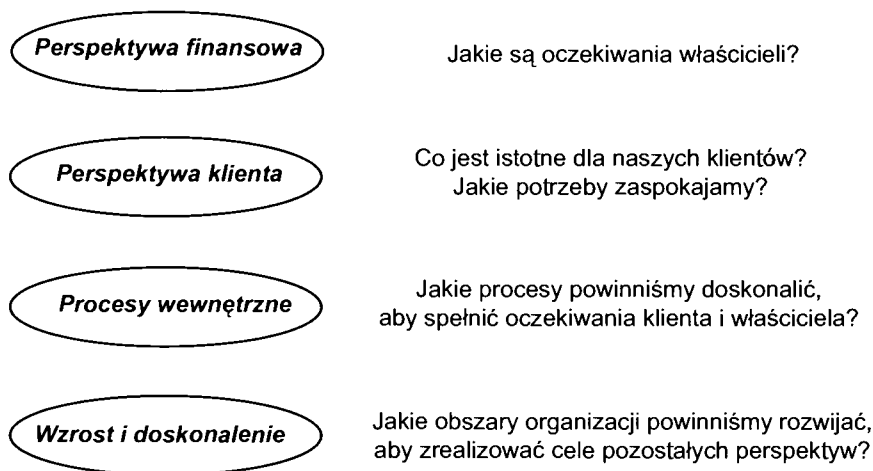 Perspektywa finansowa
Jakie są oczekiwania właścicieli?
Perspektywa klienta
Co jest istotne dla naszych klientów?
Jakie potrzeby zaspokajamy?
Procesy wewnętrzne
Jakie procesy powinniśmy doskonalić,
aby spełnić oczekiwania klienta i właściciela?
Wzrost i doskonalenie
Jakie obszary organizacji powinniśmy rozwijać,
aby zrealizować cele pozostałych perspektyw?